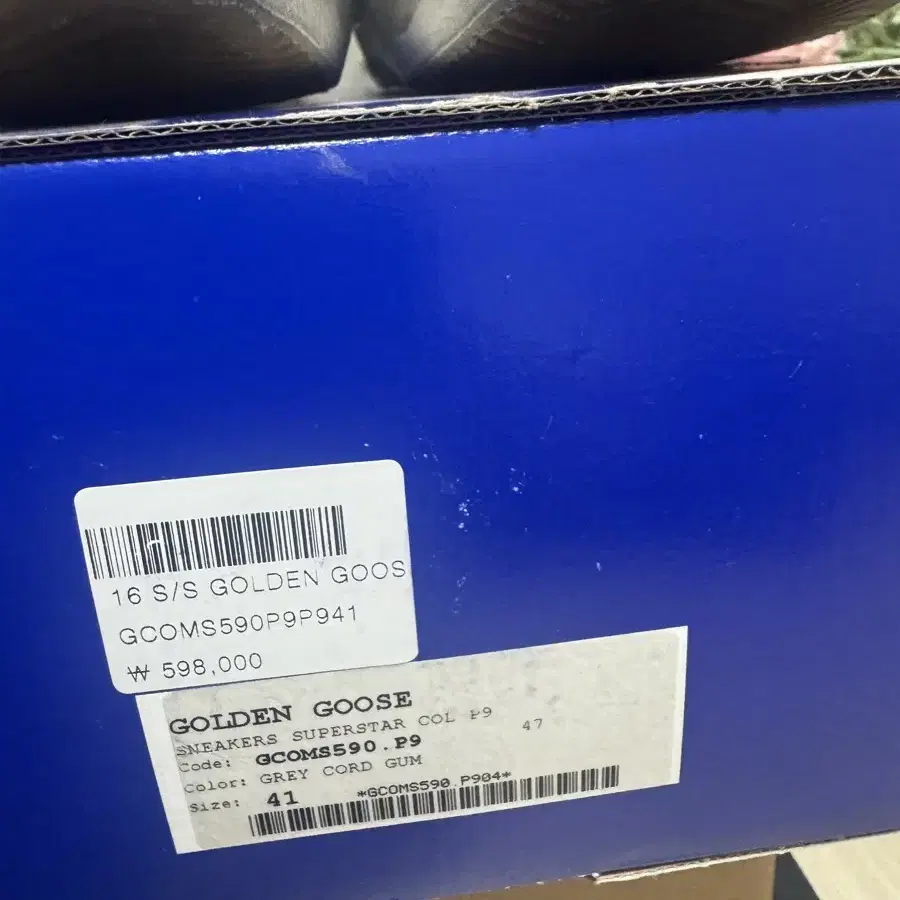 16 S/S GOLDEN GOOS
GCOMS590P9P941
₩ 598,000
GOLDEN GOOSE
SNEAKERS SUPERSTAR COL P9 47
Code: GCOMS590.P9
Color: GREY CORD GUM
Size: 41 *GCOMS590.P904*